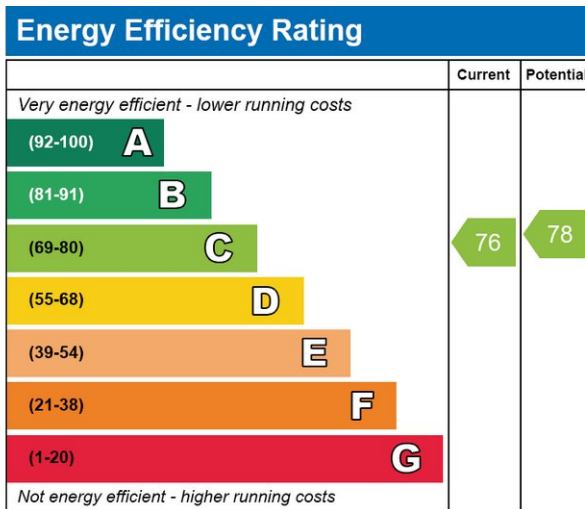 Energy Efficiency Rating
Current Potential
Very energy efficient - lower running costs
(92-100) A
(81-91) B
(69-80) C 76 78
(55-68) D
(39-54) E
(21-38) F
(1-20) G
Not energy efficient - higher running costs